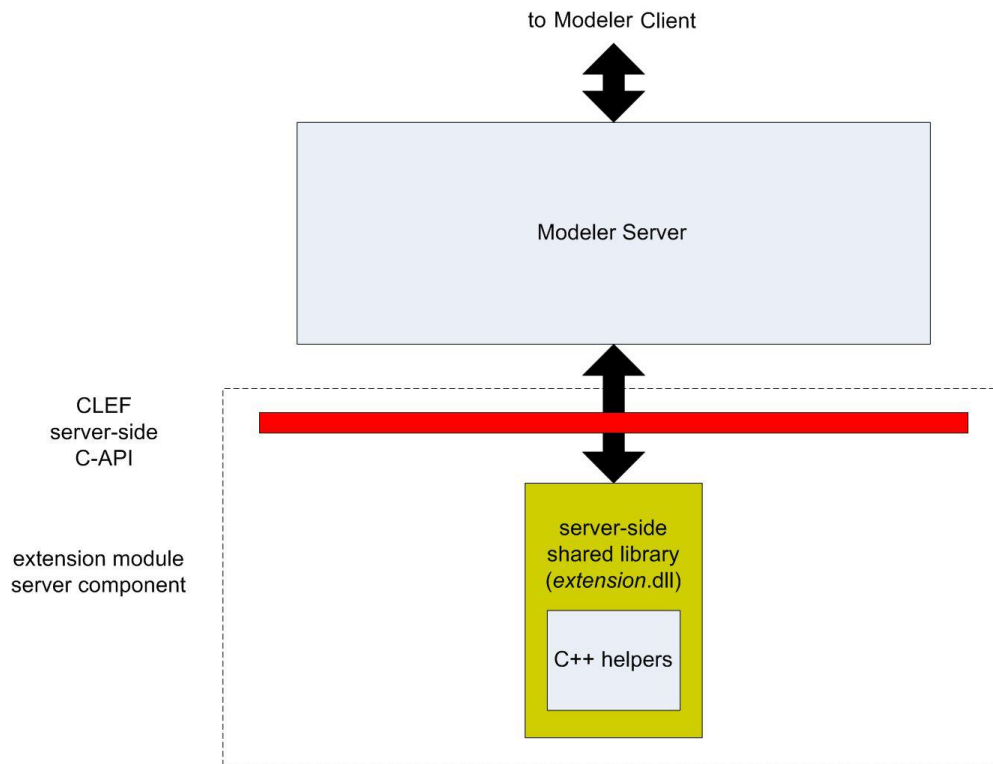 to Modeler Client
Modeler Server
CLEF
server-side
C-API
extension module
server component
server-side
shared library
(extension.dll)
C++ helpers